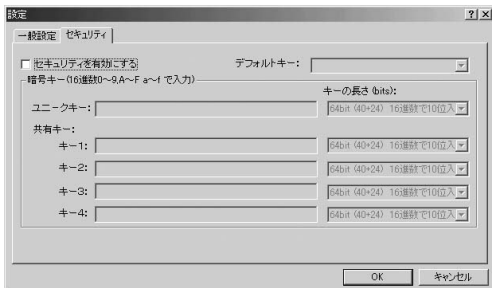 設定
一般設定 セキュリティ
セキュリティを有効にする デフォルトキー:
暗号キー(16進数0~9,A~F a~f で入力)
キーの長さ (bits):
ユニークキー: 64bit (40+24) 16進数で10位入
共有キー:
キー1: 64bit (40+24) 16進数で10位入
キー2: 64bit (40+24) 16進数で10位入
キー3: 64bit (40+24) 16進数で10位入
キー4: 64bit (40+24) 16進数で10位入
OK キャンセル